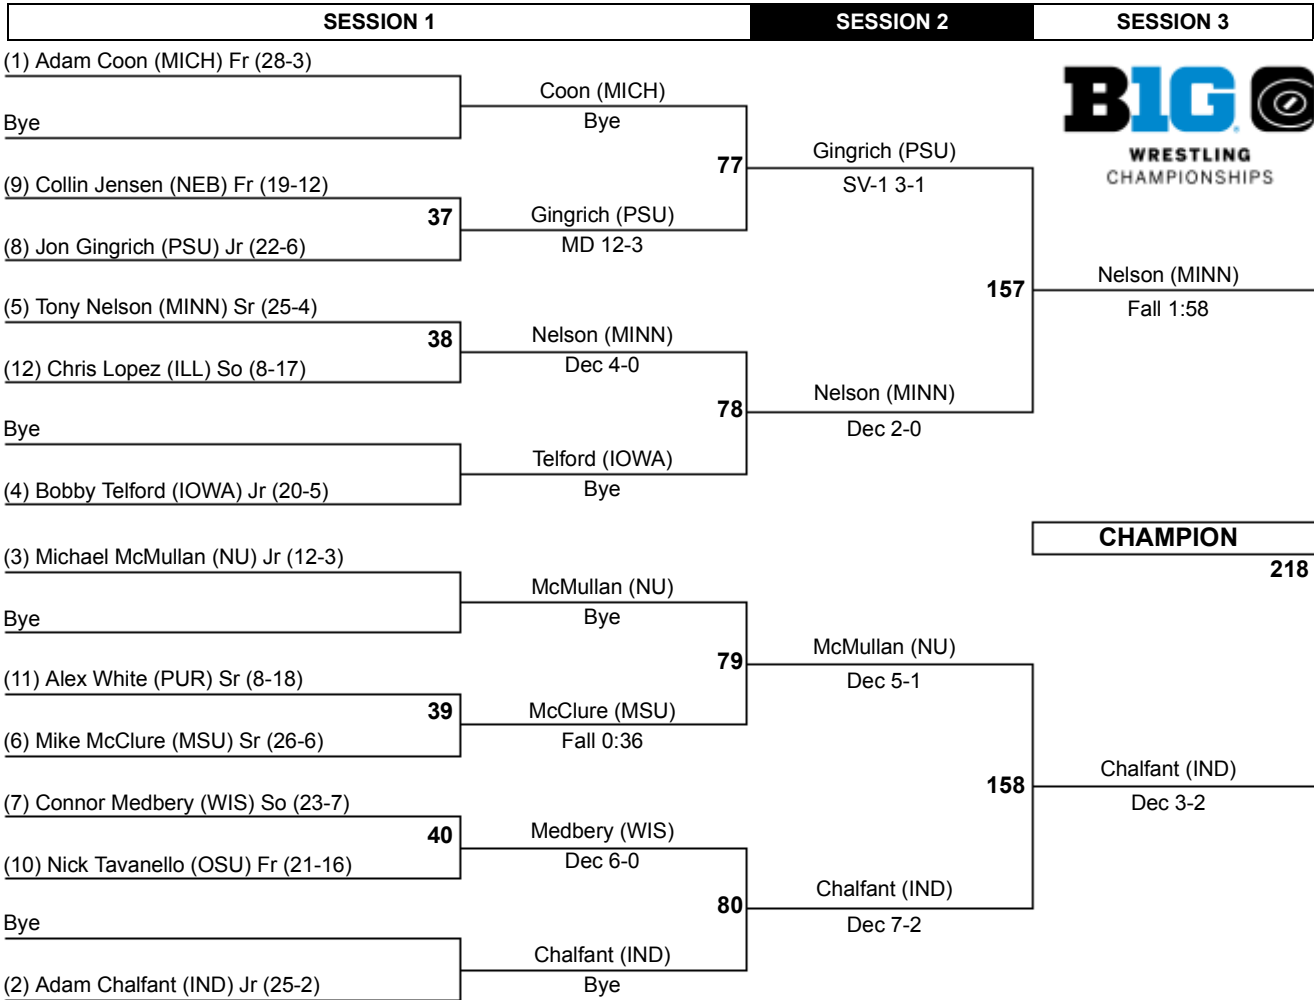 SESSION 1
SESSION 2
SESSION 3
(1) Adam Coon (MICH) Fr (28-3)
Bye
(9) Collin Jensen (NEB) Fr (19-12)
37
(8) Jon Gingrich (PSU) Jr (22-6)
(5) Tony Nelson (MINN) Sr (25-4)
38
(12) Chris Lopez (ILL) So (8-17)
Bye
(4) Bobby Telford (IOWA) Jr (20-5)
(3) Michael McMullan (NU) Jr (12-3)
Bye
(11) Alex White (PUR) Sr (8-18)
39
(6) Mike McClure (MSU) Sr (26-6)
(7) Connor Medbery (WIS) So (23-7)
40
(10) Nick Tavanello (OSU) Fr (21-16)
Bye
(2) Adam Chalfant (IND) Jr (25-2)
Coon (MICH)
Bye
77
Gingrich (PSU)
MD 12-3
Nelson (MINN)
Dec 4-0
78
Telford (IOWA)
Bye
McMullan (NU)
Bye
79
McClure (MSU)
Fall 0:36
Medbery (WIS)
Dec 6-0
80
Chalfant (IND)
Bye
Gingrich (PSU)
SV-1 3-1
157
Nelson (MINN)
Dec 2-0
McMullan (NU)
Dec 5-1
158
Chalfant (IND)
Dec 7-2
B1G
WRESTLING
CHAMPIONSHIPS
Nelson (MINN)
Fall 1:58
CHAMPION
218
Chalfant (IND)
Dec 3-2